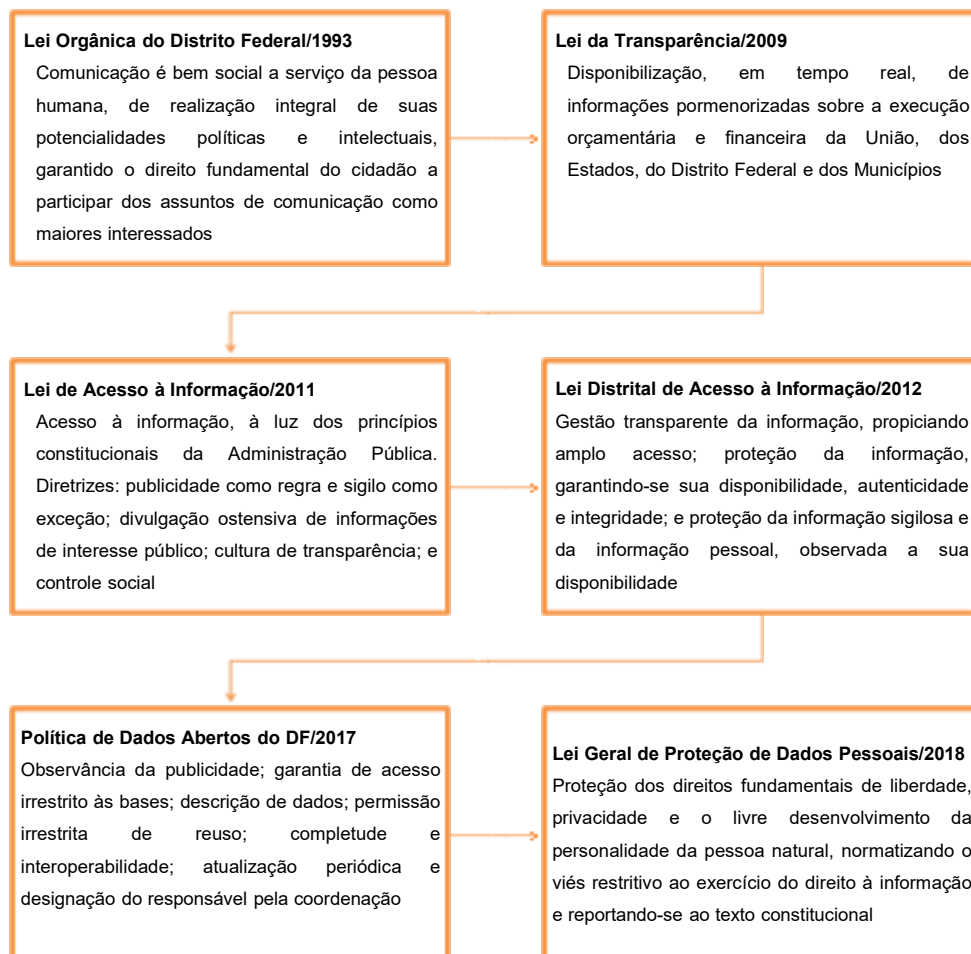 Lei Orgânica do Distrito Federal/1993
Comunicação é bem social a serviço da pessoa
humana, de realização integral de suas
potencialidades políticas e intelectuais,
garantido o direito fundamental do cidadão a
participar dos assuntos de comunicação como
maiores interessados
Lei da Transparência/2009
Disponibilização, em tempo real, de
informações pormenorizadas sobre a execução
orçamentária e financeira da União, dos
Estados, do Distrito Federal e dos Municípios
Lei de Acesso à Informação/2011
Acesso à informação, à luz dos princípios
constitucionais da Administração Pública.
Diretrizes: publicidade como regra e sigilo como
exceção; divulgação ostensiva de informações
de interesse público; cultura de transparência; e
controle social
Lei Distrital de Acesso à Informação/2012
Gestão transparente da informação, propiciando
amplo acesso; proteção da informação,
garantindo-se sua disponibilidade, autenticidade
e integridade; e proteção da informação sigilosa e
da informação pessoal, observada a sua
disponibilidade
Política de Dados Abertos do DF/2017
Observância da publicidade; garantia de acesso
irrestrito às bases; descrição de dados; permissão
irrestrita de reuso; completude e
interoperabilidade; atualização periódica e
designação do responsável pela coordenação
Lei Geral de Proteção de Dados Pessoais/2018
Proteção dos direitos fundamentais de liberdade,
privacidade e o livre desenvolvimento da
personalidade da pessoa natural, normatizando o
viés restritivo ao exercício do direito à informação
e reportando-se ao texto constitucional